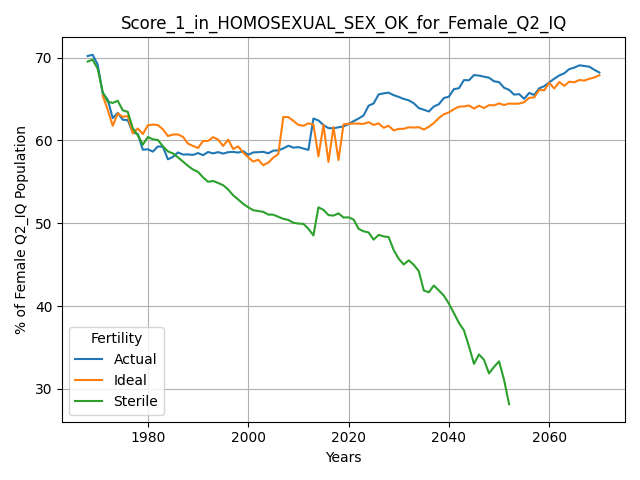 Score_1_in_HOMOSEXUAL_SEX_OK_for_Female_Q2_IQ
% of Female Q2_IQ Population
70
60
50
40
30
Fertility
Actual
Ideal
Sterile
1980 2000 2020 2040 2060
Years